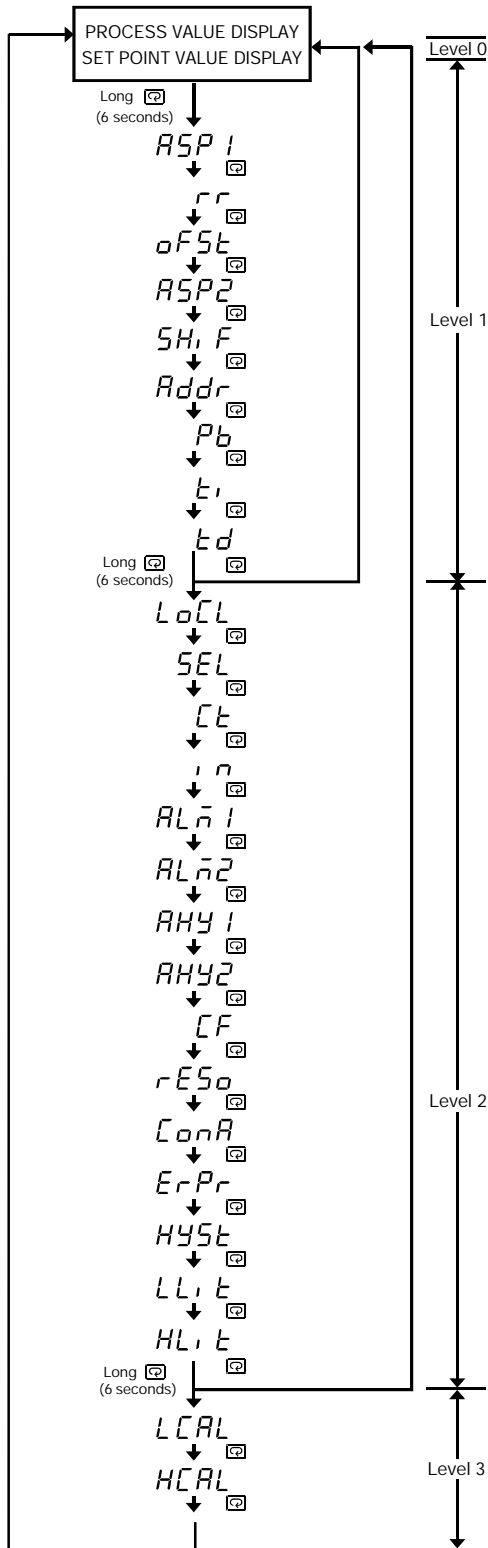 PROCESS VALUE DISPLAY
SET POINT VALUE DISPLAY
Level 0
Long
(6 seconds)
ASP1
rr
oFSt
ASP2
SHiF
Level 1
Addr
Pb
ti
td
Long
(6 seconds)
LoCL
SEL
Ct
in
ALM1
ALM2
AHY1
AHY2
CF
rESo
Level 2
ConA
ErPr
HYSt
LLit
HLit
Long
(6 seconds)
LCAL
HCAL
Level 3